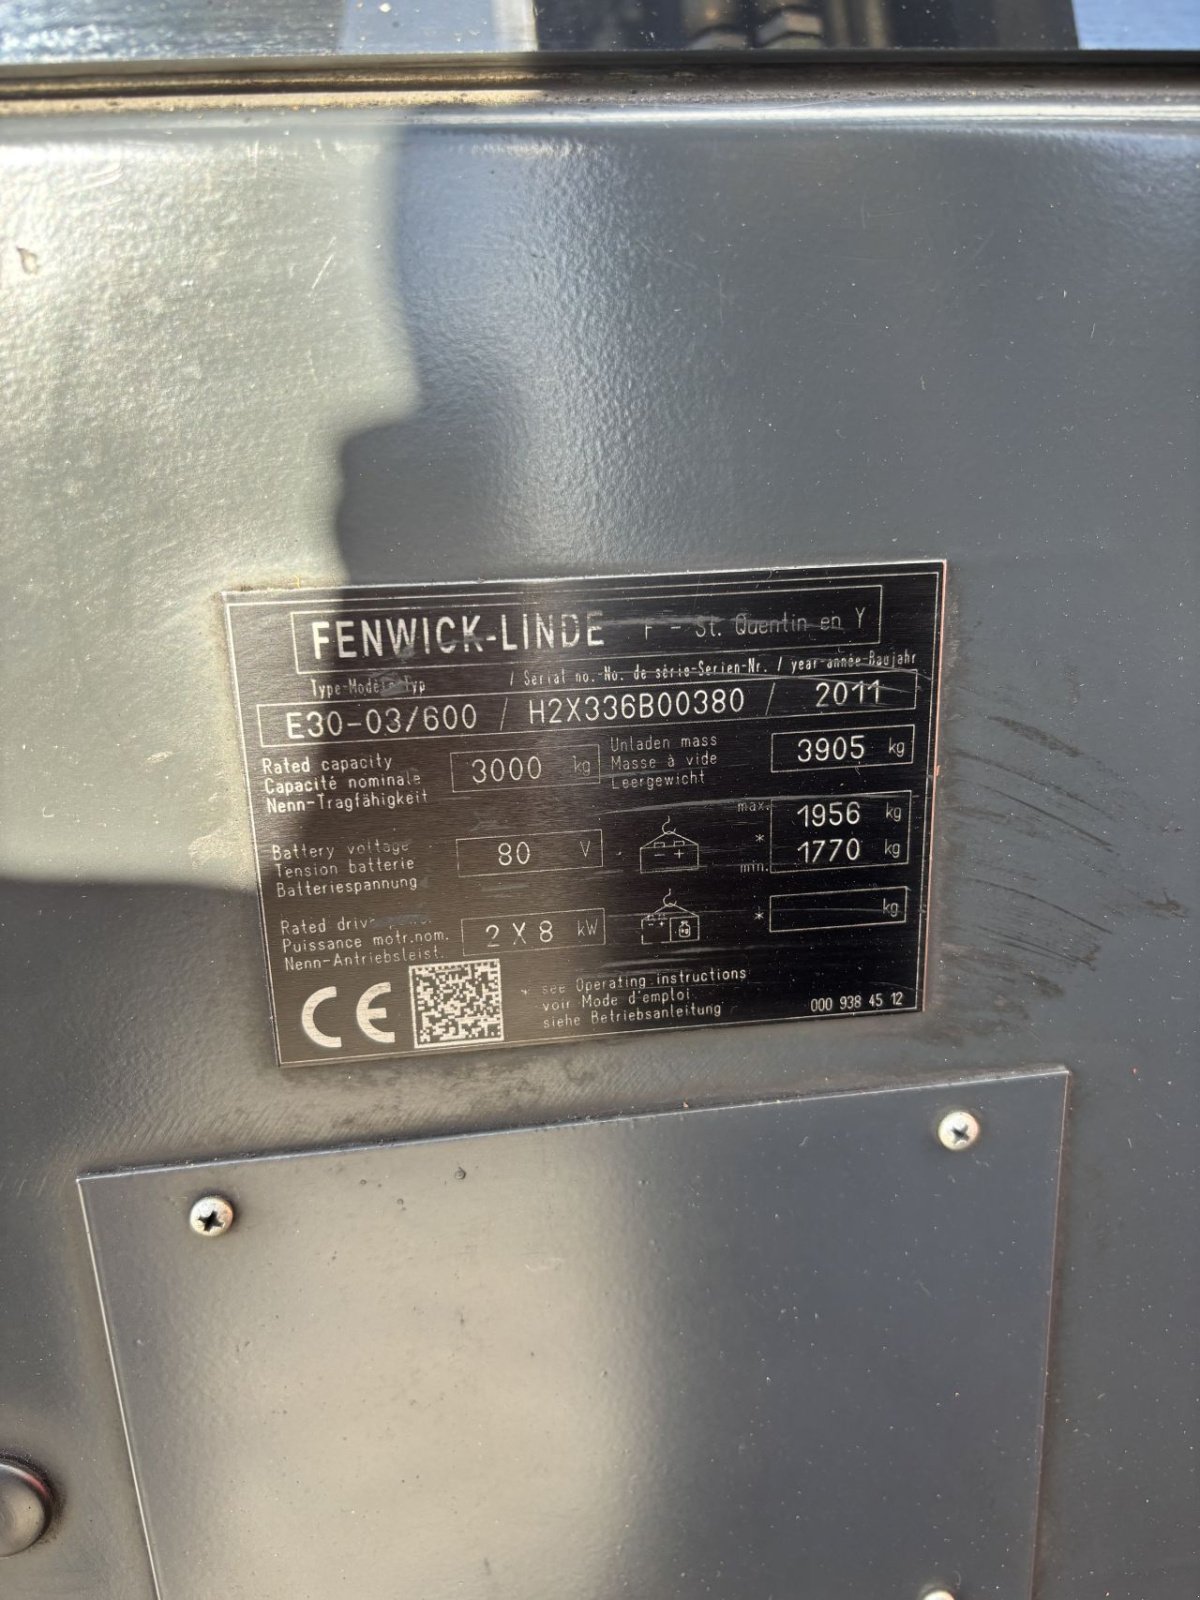 FENWICK-LINDE F - St. Quentin en Y
Type-Modèle-Typ / Serial no.-No. de série-Serien-Nr. / year-année-Baujahr
E30-03/600 / H2X336B00380 / 2011
Rated capacity
Capacité nominale
Nenn-Tragfähigkeit
3000 kg
Unladen mass
Masse à vide
Leergewicht
3905 kg
Battery voltage
Tension batterie
Batteriespannung
80 V
- +
max.
*
min.
1956 kg
1770 kg
Rated drive
Puissance motr.nom.
Nenn-Antriebsleist.
2 X 8 kW
- +
kg
* kg
CE
* see Operating instructions
voir Mode d'emploi
siehe Betriebsanleitung
000 938 45 12